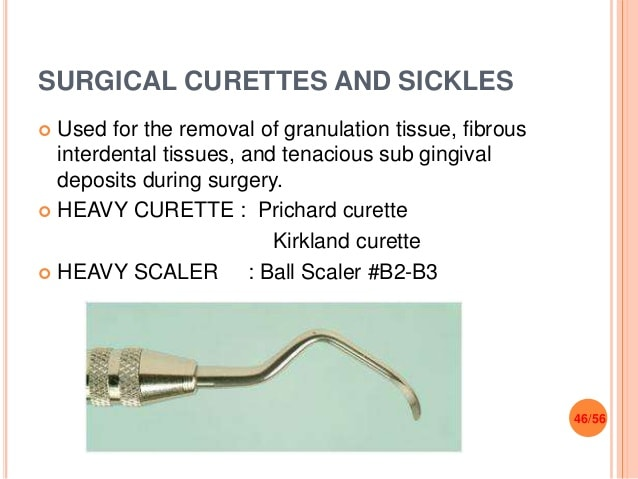 SURGICAL CURETTES AND SICKLES
Used for the removal of granulation tissue, fibrous
interdental tissues, and tenacious sub gingival
deposits during surgery.
HEAVY CURETTE : Prichard curette
Kirkland curette
HEAVY SCALER : Ball Scaler #B2-B3
46/56